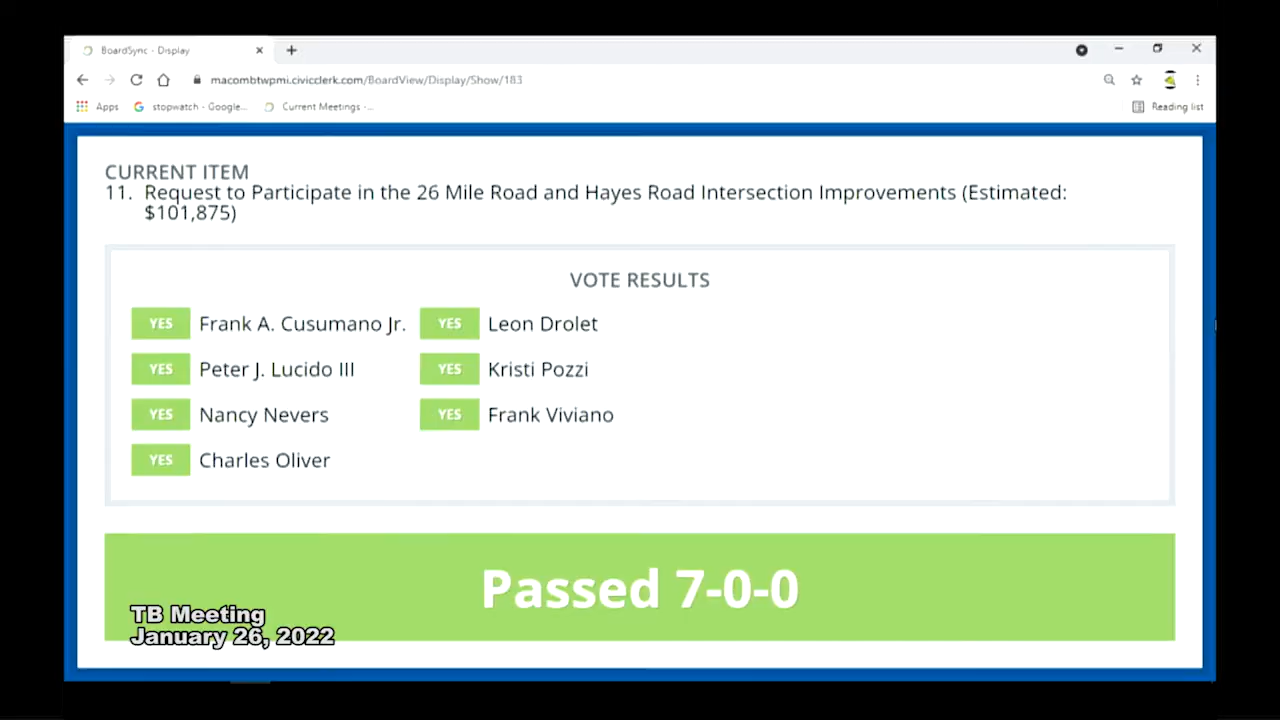 BoardSync - Display
macombtwpmi.civicclerk.com/BoardView/Display/Show/183
Apps stopwatch - Google... Current Meetings -... Reading list
CURRENT ITEM
11. Request to Participate in the 26 Mile Road and Hayes Road Intersection Improvements (Estimated:
$101,875)
VOTE RESULTS
YES Frank A. Cusumano Jr. YES Leon Drolet
YES Peter J. Lucido III YES Kristi Pozzi
YES Nancy Nevers YES Frank Viviano
YES Charles Oliver
Passed 7-0-0
TB Meeting
January 26, 2022